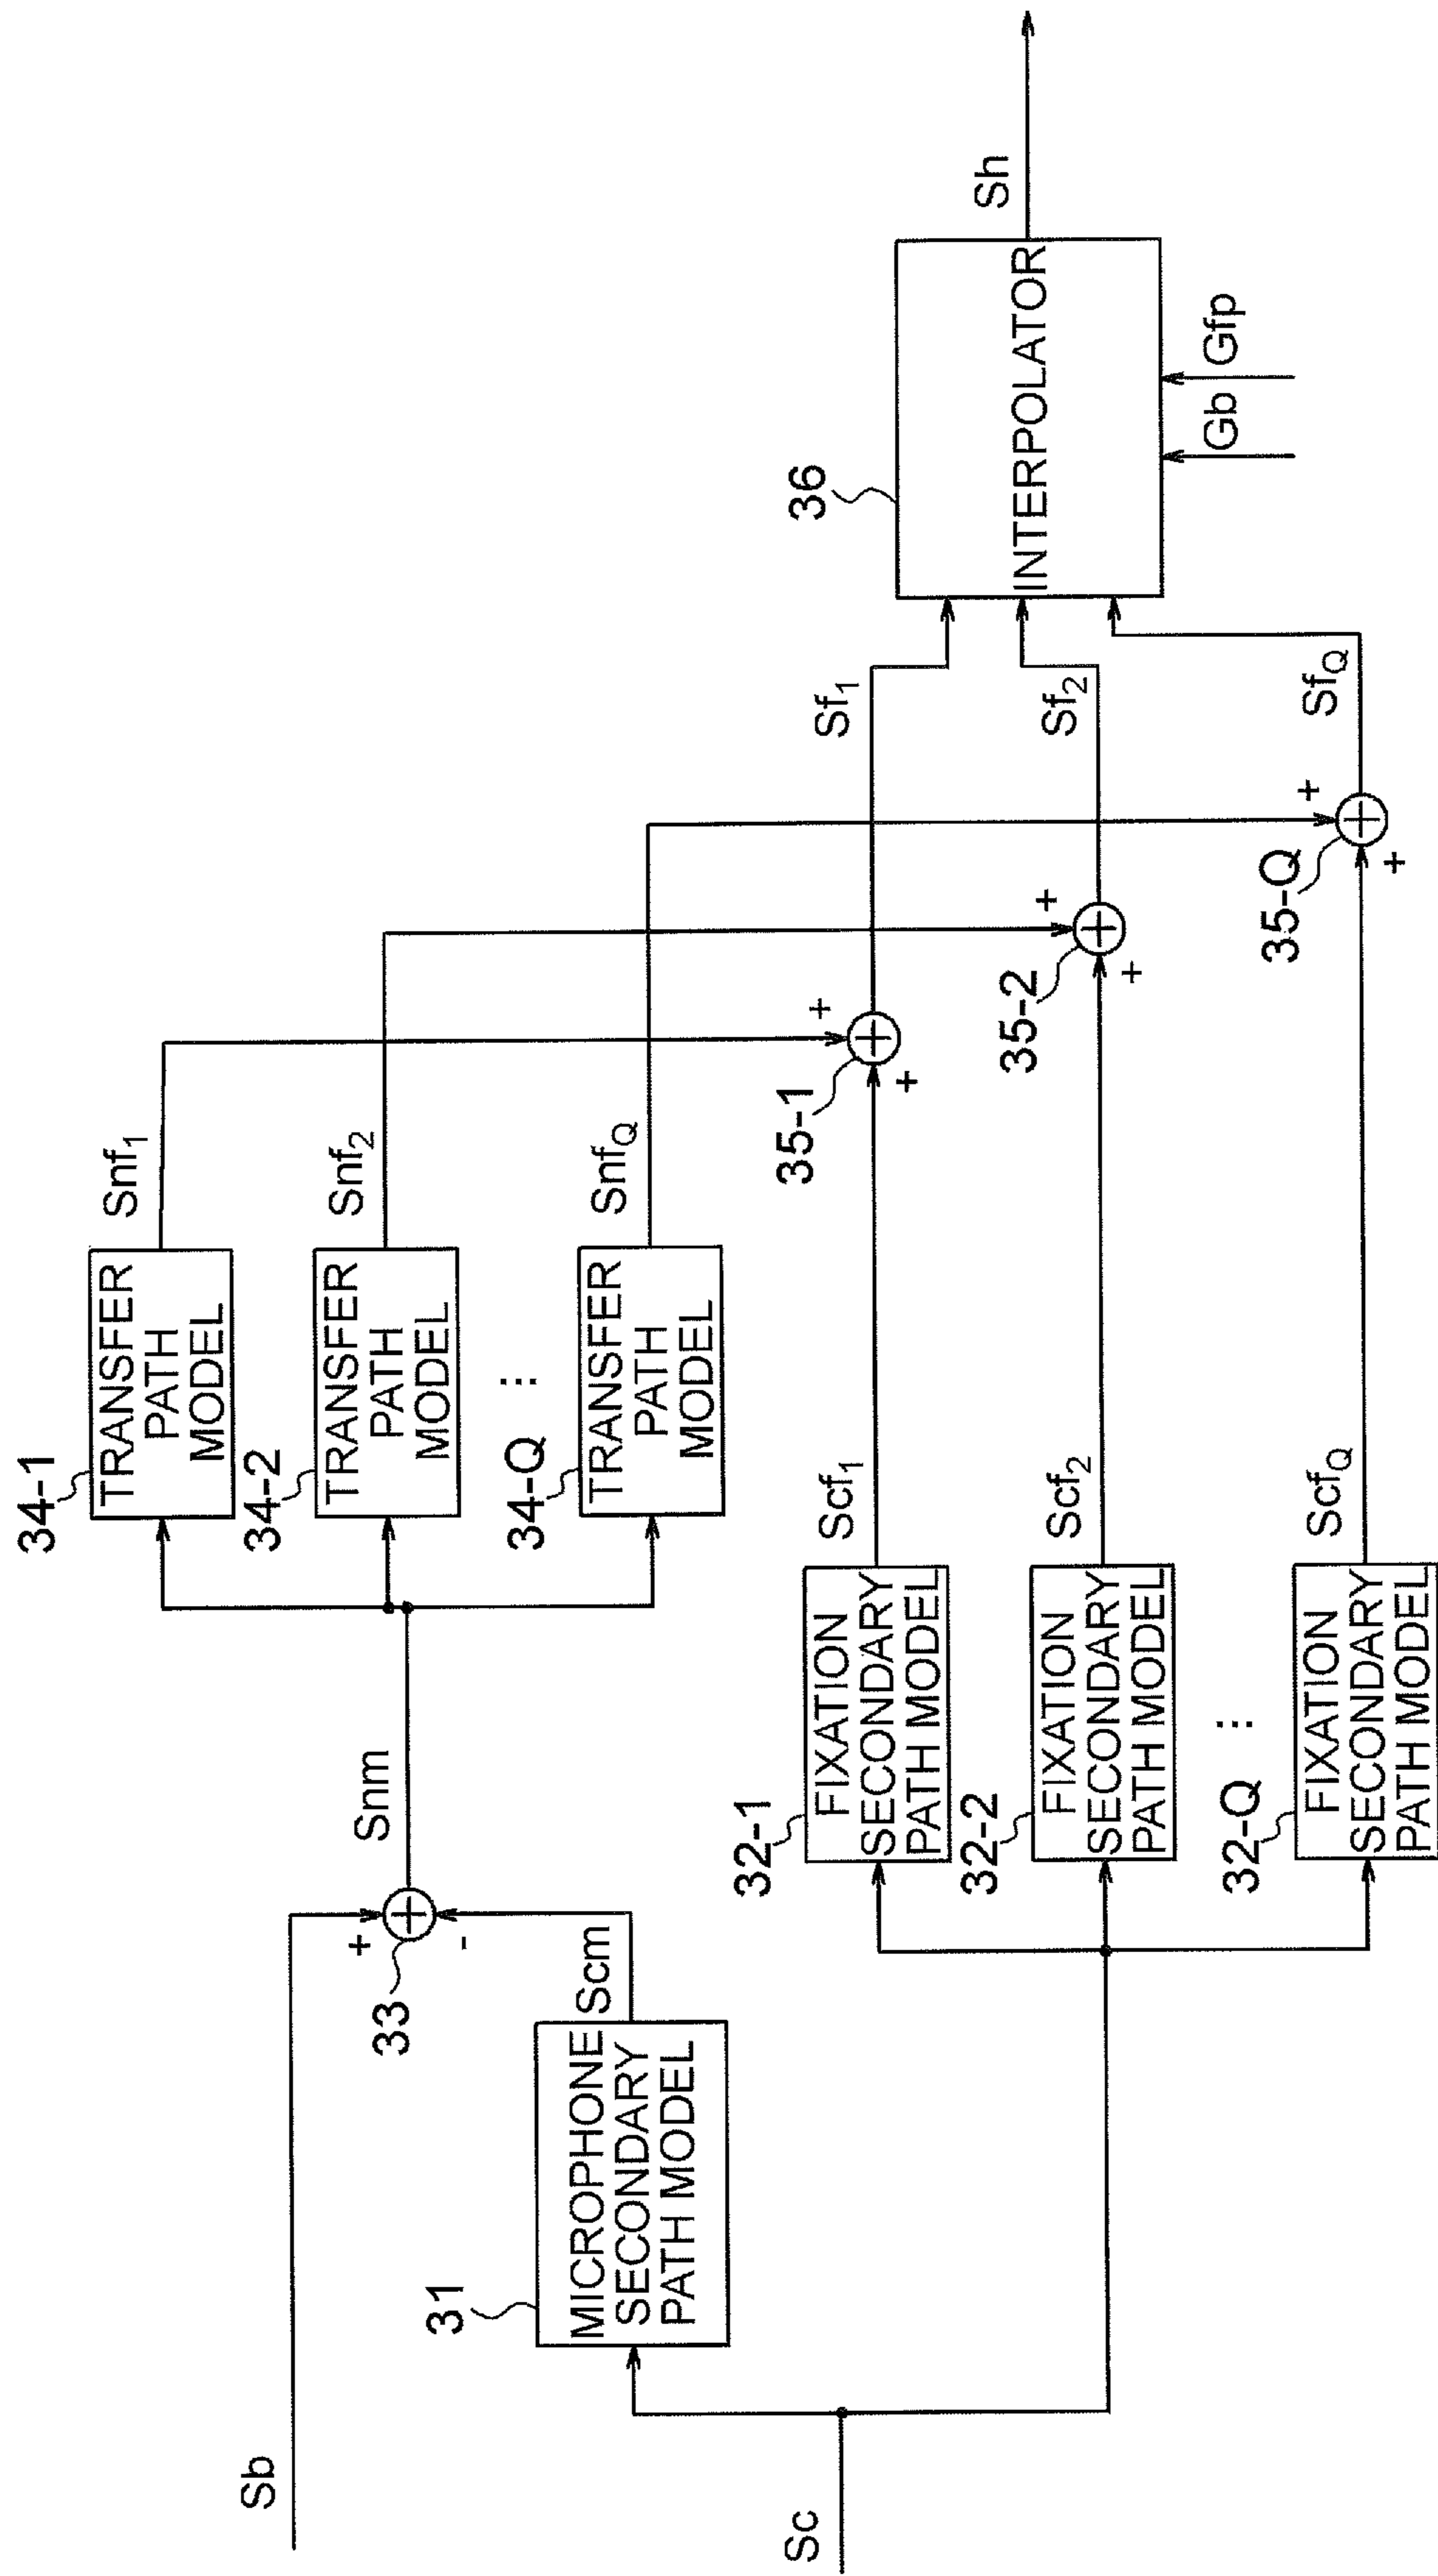 Sb
Sc
31
MICROPHONE
SECONDARY
PATH MODEL
Scm
33
+
-
Snm
34-1
TRANSFER
PATH
MODEL
Snf1
34-2
TRANSFER
PATH
MODEL
Snf2
...
34-Q
TRANSFER
PATH
MODEL
SnfQ
32-1
FIXATION
SECONDARY
PATH MODEL
Scf1
32-2
FIXATION
SECONDARY
PATH MODEL
Scf2
...
32-Q
FIXATION
SECONDARY
PATH MODEL
ScfQ
35-1
+
+
Sf1
35-2
+
+
Sf2
35-Q
+
+
SfQ
36
INTERPOLATOR
Gb
Gfp
Sh